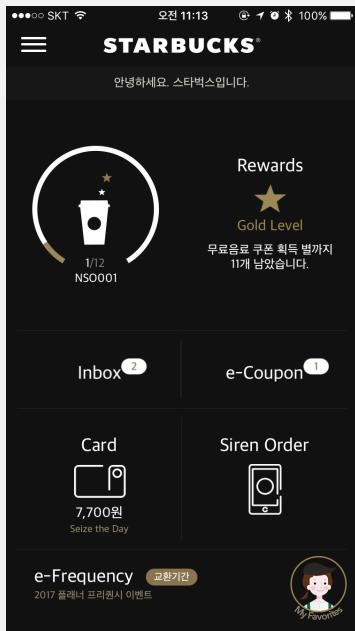 SKT 오전 11:13 100%
STARBUCKS®
안녕하세요. 스타벅스입니다.
1/12
NSO001
Rewards
Gold Level
무료음료 쿠폰 획득 별까지
11개 남았습니다.
Inbox 2
e-Coupon 1
Card
7,700원
Seize the Day
Siren Order
e-Frequency 교환기간
2017 플래너 프리퀀시 이벤트
My Favorites